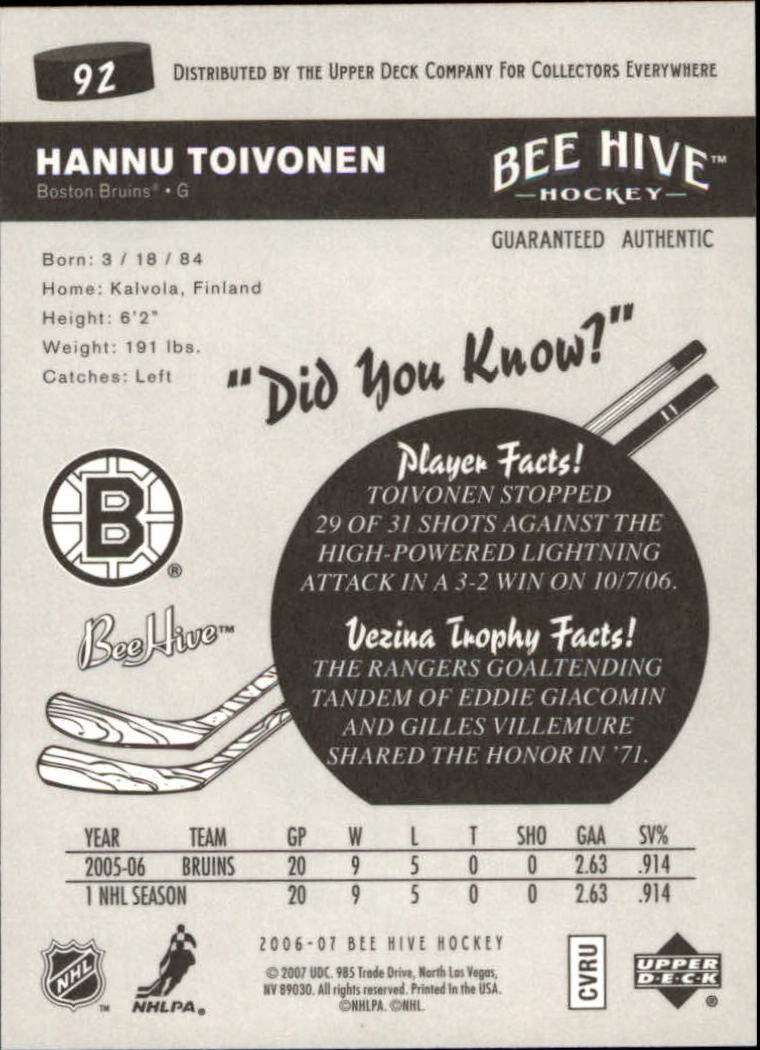 92
DISTRIBUTED BY THE UPPER DECK COMPANY FOR COLLECTORS EVERYWHERE
HANNU TOIVONEN
Boston Bruins® • G
BEE HIVE™
HOCKEY
GUARANTEED AUTHENTIC
Born: 3 / 18 / 84
Home: Kalvola, Finland
Height: 6'2"
Weight: 191 lbs.
Catches: Left
"Did You Know?"
Player Facts!
TOIVONEN STOPPED
29 OF 31 SHOTS AGAINST THE
HIGH-POWERED LIGHTNING
ATTACK IN A 3-2 WIN ON 10/7/06.
B®
BeeHive™
Vezina Trophy Facts!
THE RANGERS GOALTENDING
TANDEM OF EDDIE GIACOMIN
AND GILLES VILLEMURE
SHARED THE HONOR IN '71.
YEAR TEAM GP W L T SHO GAA SV%
2005-06 BRUINS 20 9 5 0 0 2.63 .914
1 NHL SEASON 20 9 5 0 0 2.63 .914
2006-07 BEE HIVE HOCKEY
© 2007 UDC. 985 Trade Drive, North Las Vegas,
NV 89030. All rights reserved. Printed In the USA.
©NHLPA. ©NHL.
NHL™
NHLPA®
CVRU
UPPER
D·E·C·K®